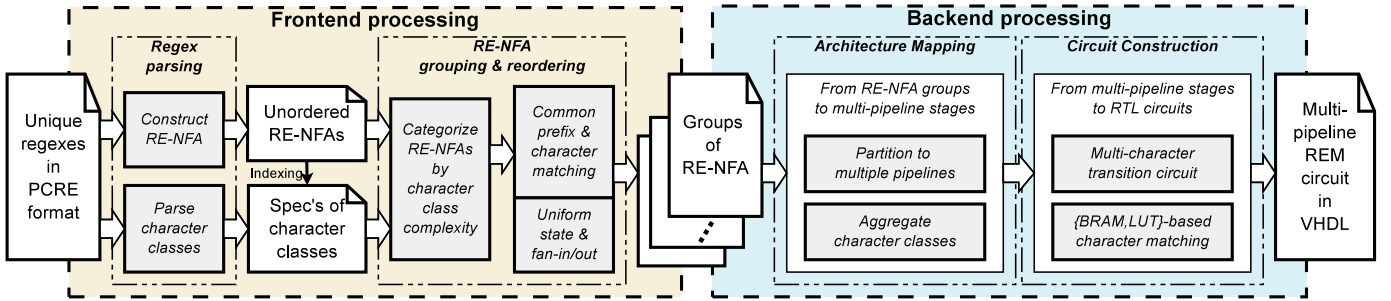 Frontend processing
Backend processing
Regex
parsing
RE-NFA
grouping & reordering
Architecture Mapping
Circuit Construction
Unique
regexes
in
PCRE
format
Construct
RE-NFA
Parse
character
classes
Unordered
RE-NFAs
Indexing
Spec's of
character
classes
Categorize
RE-NFAs
by
character
class
complexity
Common
prefix &
character
matching
Uniform
state &
fan-in/out
Groups
of
RE-NFA
From RE-NFA groups
to multi-pipeline stages
Partition to
multiple pipelines
Aggregate
character classes
From multi-pipeline stages
to RTL circuits
Multi-character
transition circuit
{BRAM,LUT}-based
character matching
Multi-
pipeline
REM
circuit
in
VHDL